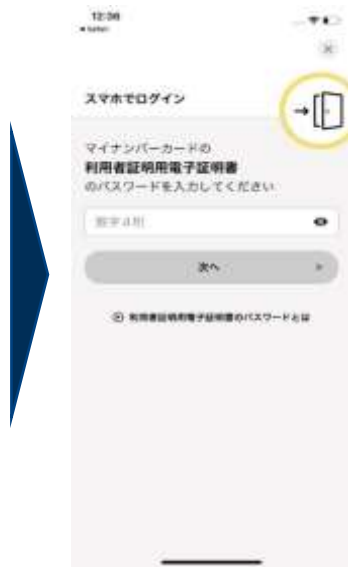 12:36
スマホでログイン
マイナンバーカードの
利用者証明用電子証明書
のパスワードを入力してください
数字4桁
次へ
利用者証明用電子証明書のパスワードとは